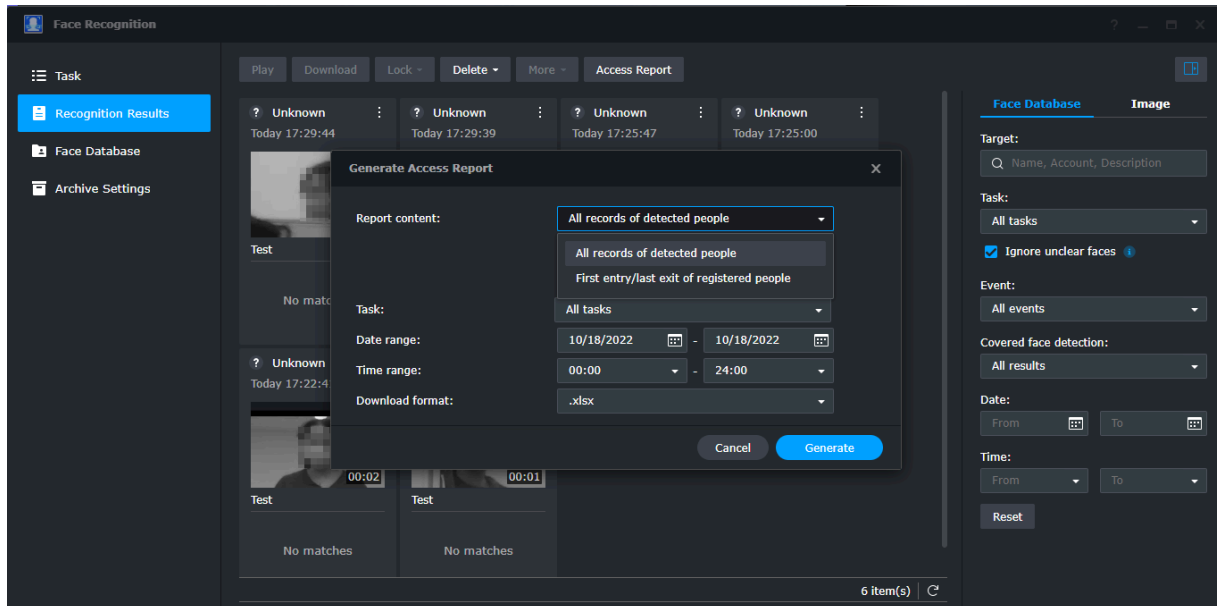 Face Recognition
Task
Recognition Results
Face Database
Archive Settings
Play Download Lock Delete More Access Report
? Unknown ? Unknown ? Unknown ? Unknown
Today 17:29:44 Today 17:29:39 Today 17:25:47 Today 17:25:00
Test
? Unknown
Today 17:22:4
00:02 00:01
Test Test
No matches No matches
6 item(s)
Generate Access Report X
Report content: All records of detected people
All records of detected people
First entry/last exit of registered people
Task: All tasks
Date range: 10/18/2022 - 10/18/2022
Time range: 00:00 - 24:00
Download format: .xlsx
Cancel Generate
Face Database Image
Target:
Name, Account, Description
Task:
All tasks
Ignore unclear faces i
Event:
All events
Covered face detection:
All results
Date:
From To
Time:
From To
Reset